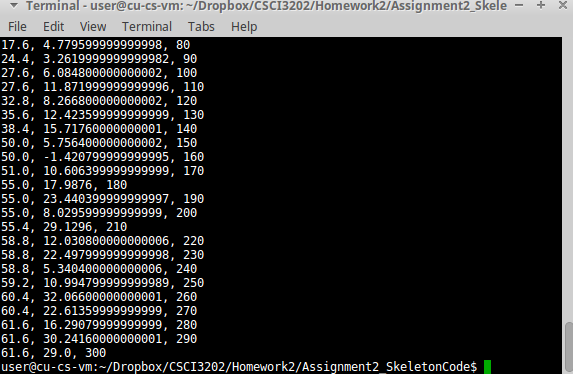 Terminal - user@cu-cs-vm:~/Dropbox/CSCI3202/Homework2/Assignment2_Skele
File Edit View Terminal Tabs Help
17.6, 4.779599999999998, 80
24.4, 3.2619999999999982, 90
27.6, 6.084800000000002, 100
27.6, 11.871999999999996, 110
32.8, 8.266800000000002, 120
35.6, 12.423599999999999, 130
38.4, 15.717600000000001, 140
50.0, 5.756400000000002, 150
50.0, -1.420799999999995, 160
51.0, 10.606399999999999, 170
55.0, 17.9876, 180
55.0, 23.440399999999997, 190
55.0, 8.029599999999999, 200
55.4, 29.1296, 210
58.8, 12.030800000000006, 220
58.8, 22.497999999999998, 230
58.8, 5.340400000000006, 240
59.2, 10.994799999999989, 250
60.4, 32.06600000000001, 260
60.4, 22.61359999999999, 270
61.6, 16.29079999999999, 280
61.6, 30.241600000000001, 290
61.6, 29.0, 300
user@cu-cs-vm:~/Dropbox/CSCI3202/Homework2/Assignment2_SkeletonCode$